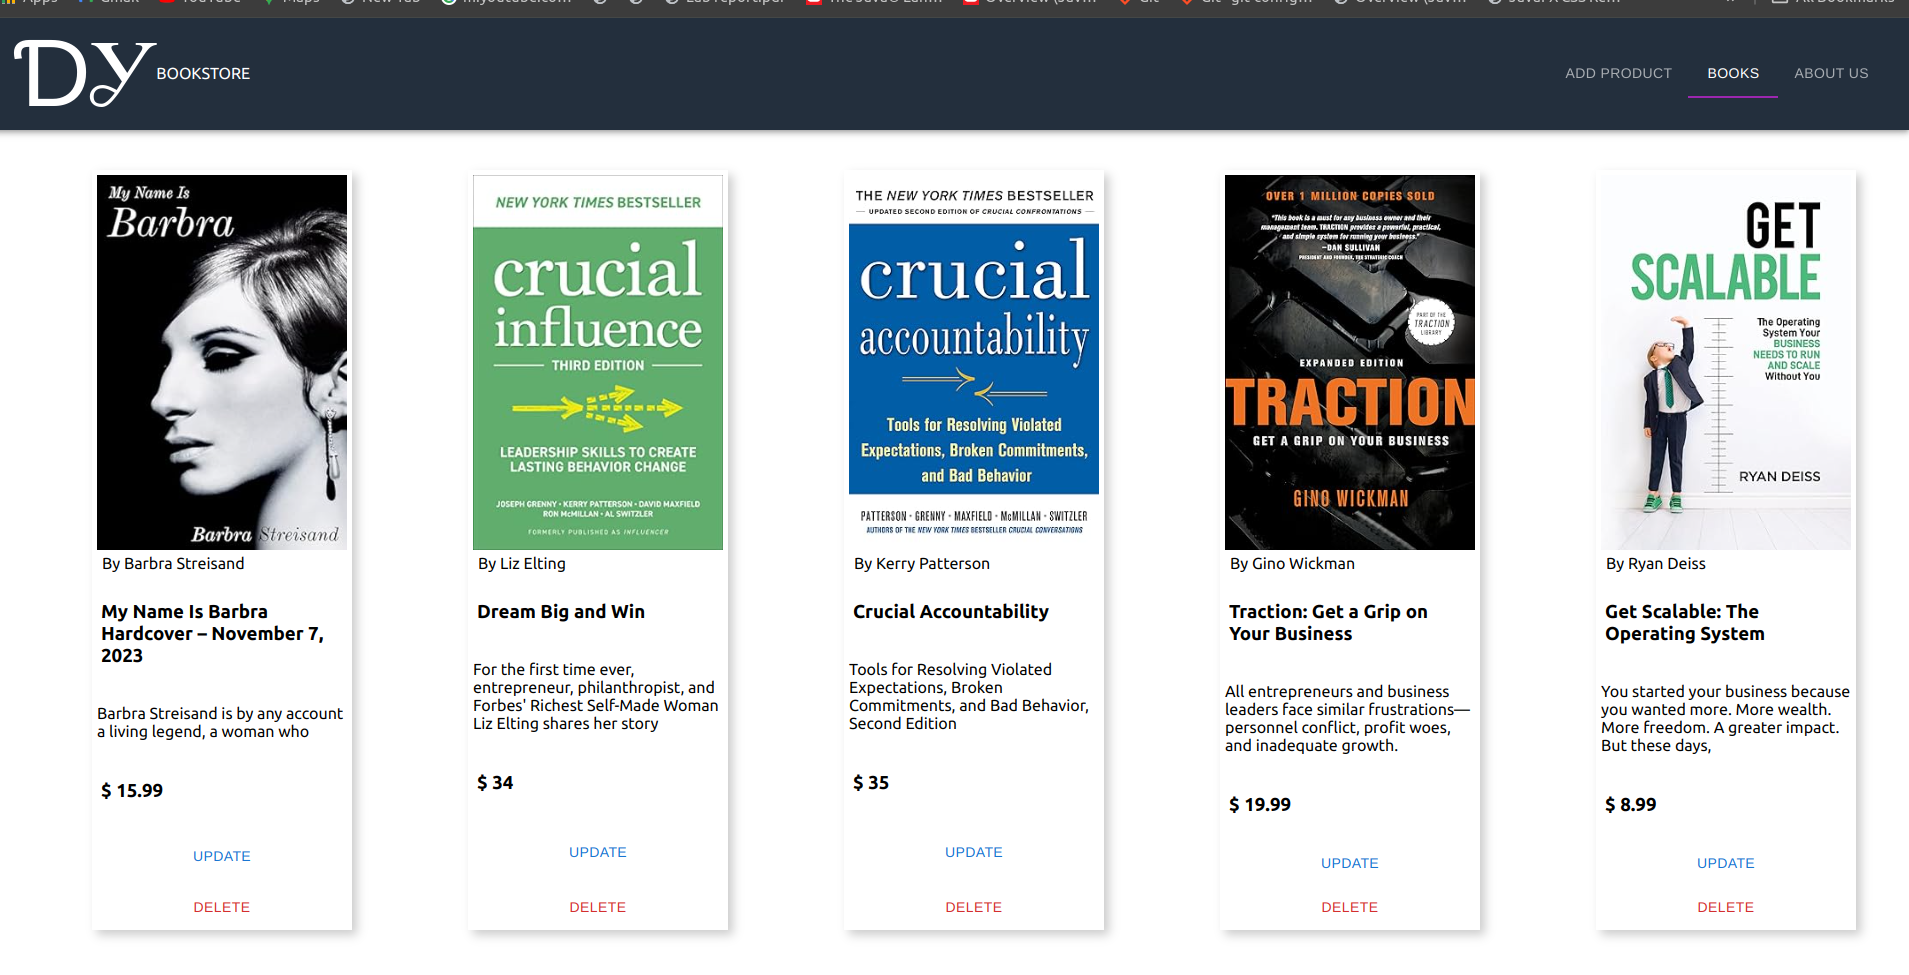 YouTube
Maps
DY BOOKSTORE
ADD PRODUCT
BOOKS
ABOUT US
My Name Is
Barbra
Barbra Streisand
By Barbra Streisand
My Name Is Barbra
Hardcover – November 7,
2023
Barbra Streisand is by any account
a living legend, a woman who
$ 15.99
UPDATE
DELETE
NEW YORK TIMES BESTSELLER
crucial
influence
THIRD EDITION
LEADERSHIP SKILLS TO CREATE
LASTING BEHAVIOR CHANGE
JOSEPH GRENNY · KERRY PATTERSON · DAVID MAXFIELD
RON McMILLAN · AL SWITZLER
FORMERLY PUBLISHED AS INFLUENCER
By Liz Elting
Dream Big and Win
For the first time ever,
entrepreneur, philanthropist, and
Forbes' Richest Self-Made Woman
Liz Elting shares her story
$ 34
UPDATE
DELETE
THE NEW YORK TIMES BESTSELLER
— UPDATED SECOND EDITION OF CRUCIAL CONFRONTATIONS —
crucial
accountability
Tools for Resolving Violated
Expectations, Broken Commitments,
and Bad Behavior
PATTERSON · GRENNY · MAXFIELD · McMILLAN · SWITZLER
AUTHORS OF THE NEW YORK TIMES BESTSELLER CRUCIAL CONVERSATIONS
By Kerry Patterson
Crucial Accountability
Tools for Resolving Violated
Expectations, Broken
Commitments, and Bad Behavior,
Second Edition
$ 35
UPDATE
DELETE
OVER 1 MILLION COPIES SOLD
"This book is a must for any business owner and their
management team. TRACTION provides a powerful, practical,
and simple system for running your business."
—DAN SULLIVAN
PRESIDENT AND FOUNDER, THE STRATEGIC COACH
PART OF THE
TRACTION
LIBRARY
EXPANDED EDITION
TRACTION
GET A GRIP ON YOUR BUSINESS
GINO WICKMAN
By Gino Wickman
Traction: Get a Grip on
Your Business
All entrepreneurs and business
leaders face similar frustrations—
personnel conflict, profit woes,
and inadequate growth.
$ 19.99
UPDATE
DELETE
GET
SCALABLE
The Operating
System Your
BUSINESS
NEEDS TO RUN
AND SCALE
Without You
RYAN DEISS
By Ryan Deiss
Get Scalable: The
Operating System
You started your business because
you wanted more. More wealth.
More freedom. A greater impact.
But these days,
$ 8.99
UPDATE
DELETE